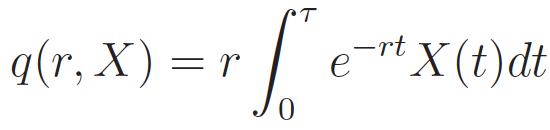 q(r, X) = r ∫_0^τ e^{-rt} X(t)dt